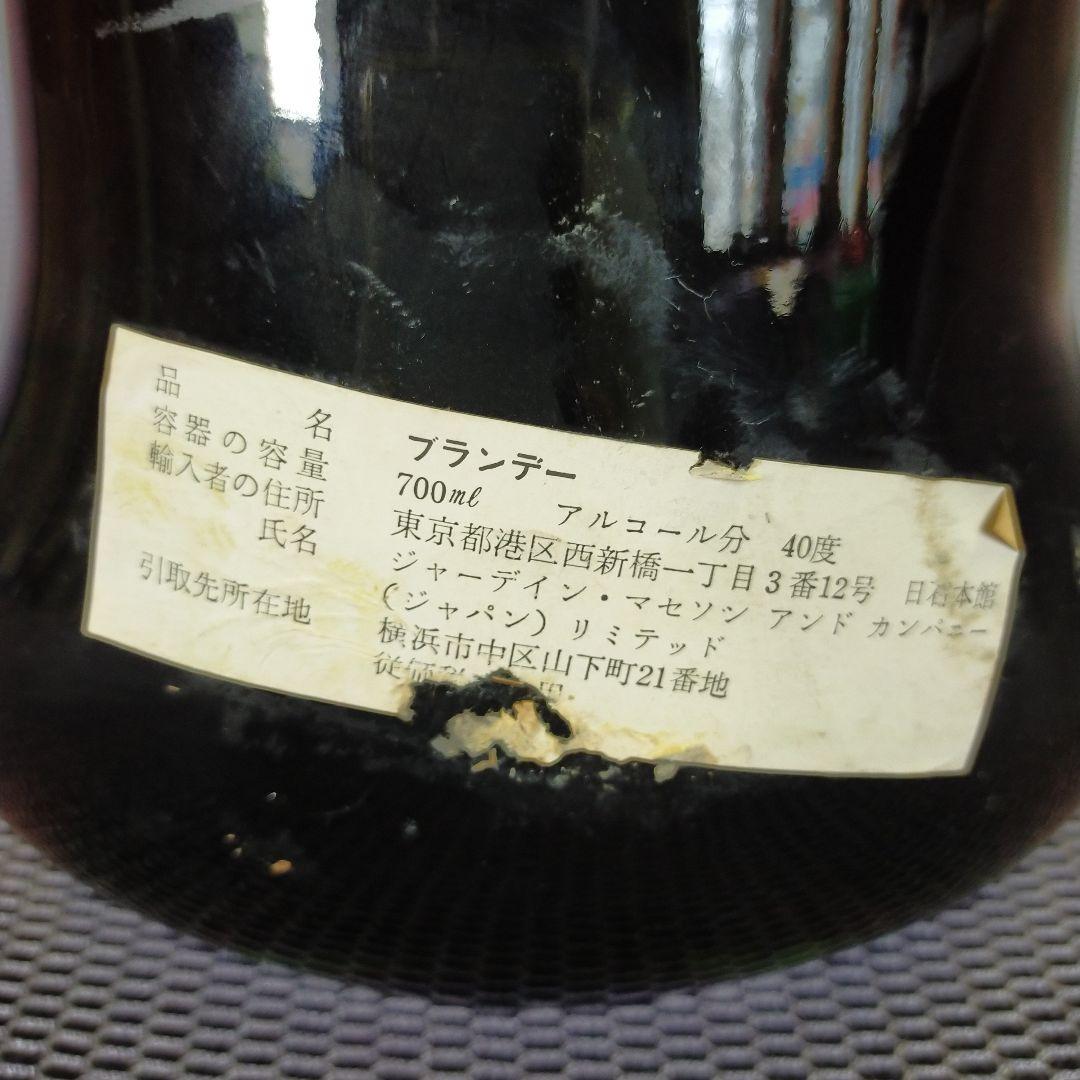 品名 ブランデー
容器の容量 700ml アルコール分 40度
輸入者の住所 東京都港区西新橋一丁目3番12号 日石本館
氏名 ジャーデイン・マセソン アンド カンパニー
(ジャパン)リミテッド
引取先所在地 横浜市中区山下町21番地
従価